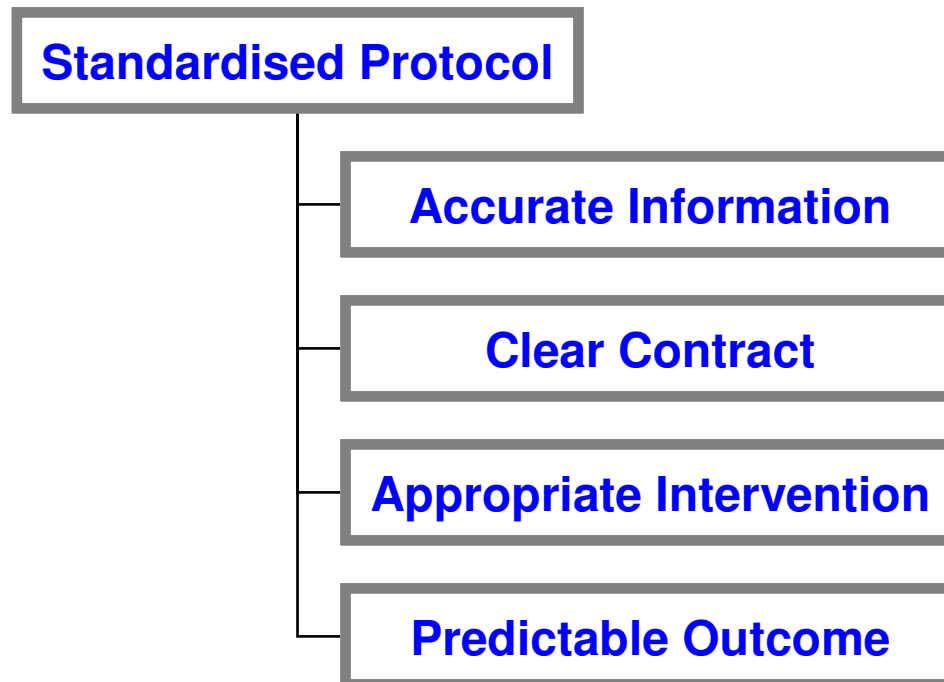 Standardised Protocol
Accurate Information
Clear Contract
Appropriate Intervention
Predictable Outcome